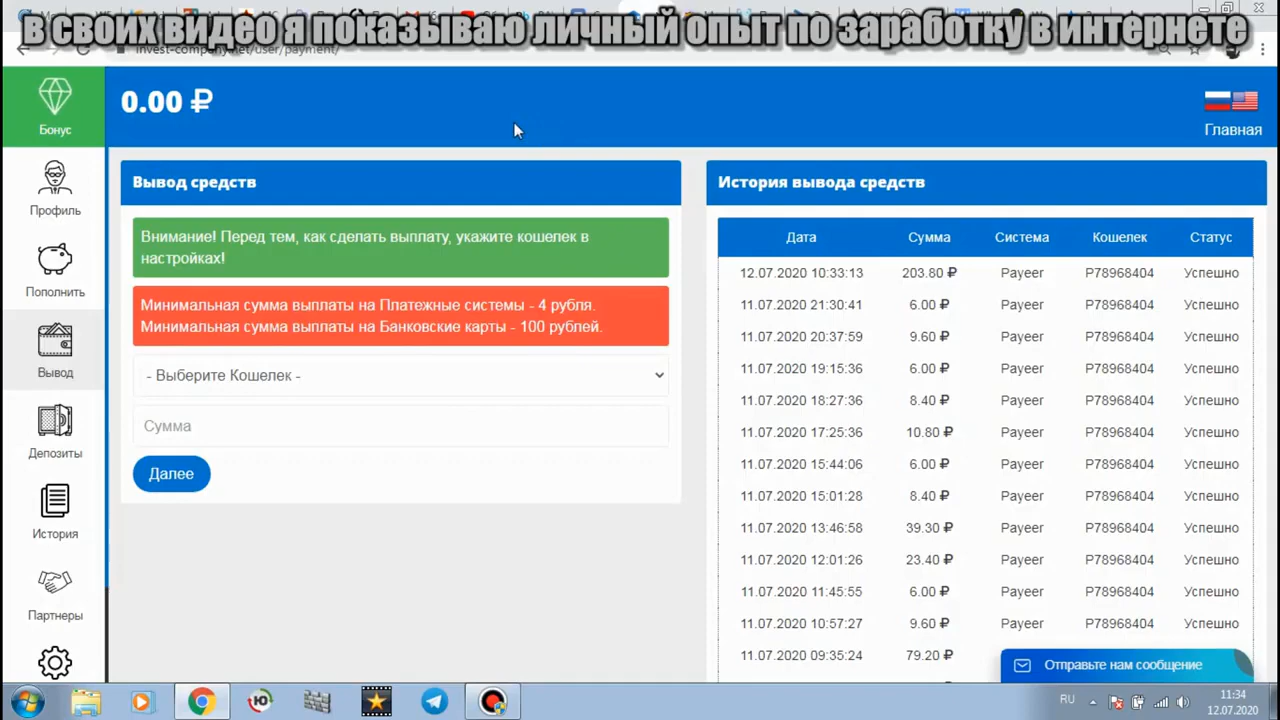 в своих видео я показываю личный опыт по заработку в интернете
invest-company.net/user/payment/
0.00 ₽
Главная
Бонус
Профиль
Пополнить
Вывод
Депозиты
История
Партнеры
Вывод средств
Внимание! Перед тем, как сделать выплату, укажите кошелек в
настройках!
Минимальная сумма выплаты на Платежные системы - 4 рубля.
Минимальная сумма выплаты на Банковские карты - 100 рублей.
- Выберите Кошелек -
Сумма
Далее
История вывода средств
Дата Сумма Система Кошелек Статус
12.07.2020 10:33:13 203.80 ₽ Payeer P78968404 Успешно
11.07.2020 21:30:41 6.00 ₽ Payeer P78968404 Успешно
11.07.2020 20:37:59 9.60 ₽ Payeer P78968404 Успешно
11.07.2020 19:15:36 6.00 ₽ Payeer P78968404 Успешно
11.07.2020 18:27:36 8.40 ₽ Payeer P78968404 Успешно
11.07.2020 17:25:36 10.80 ₽ Payeer P78968404 Успешно
11.07.2020 15:44:06 6.00 ₽ Payeer P78968404 Успешно
11.07.2020 15:01:28 8.40 ₽ Payeer P78968404 Успешно
11.07.2020 13:46:58 39.30 ₽ Payeer P78968404 Успешно
11.07.2020 12:01:26 23.40 ₽ Payeer P78968404 Успешно
11.07.2020 11:45:55 6.00 ₽ Payeer P78968404 Успешно
11.07.2020 10:57:27 9.60 ₽ Payeer P78968404 Успешно
11.07.2020 09:35:24 79.20 ₽
Отправьте нам сообщение
RU
11:34
12.07.2020